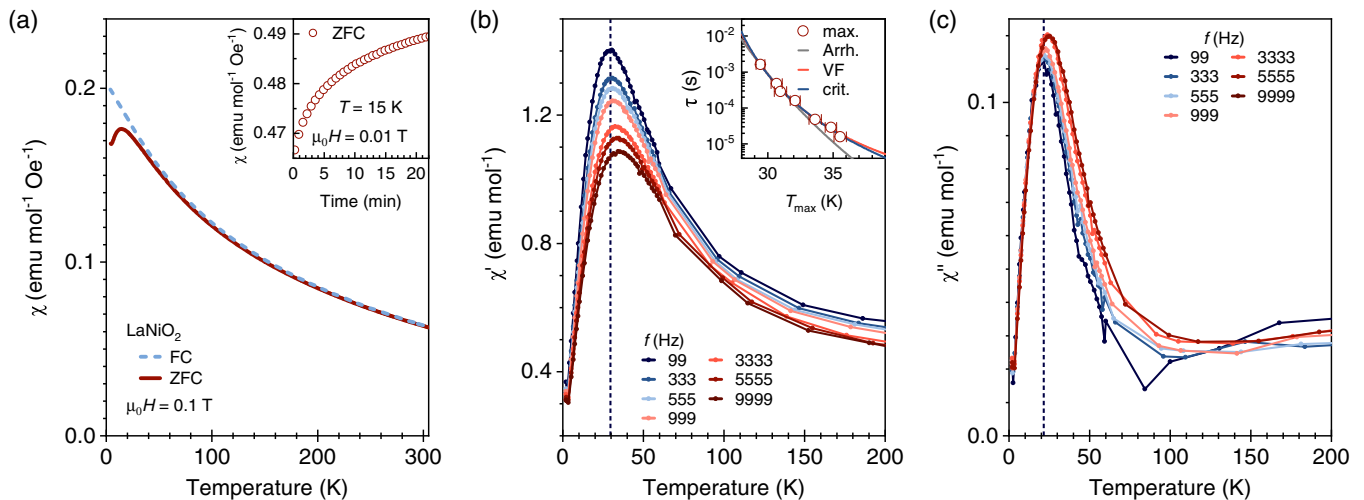 (a)
χ (emu mol⁻¹ Oe⁻¹)
0.2
0.1
0.0
0 100 200 300
Temperature (K)
LaNiO₂
FC
ZFC
μ₀H = 0.1 T
χ (emu mol⁻¹ Oe⁻¹)
0.49
0.48
0.47
ZFC
T = 15 K
μ₀H = 0.01 T
0 5 10 15 20
Time (min)
(b)
χ' (emu mol⁻¹)
1.2
0.8
0.4
0 50 100 150 200
Temperature (K)
f (Hz)
99 3333
333 5555
555 9999
999
τ (s)
10⁻²
10⁻³
10⁻⁴
10⁻⁵
max.
Arrh.
VF
crit.
30 35
Tmax (K)
(c)
χ'' (emu mol⁻¹)
0.1
0.0
0 50 100 150 200
Temperature (K)
f (Hz)
99 3333
333 5555
555 9999
999